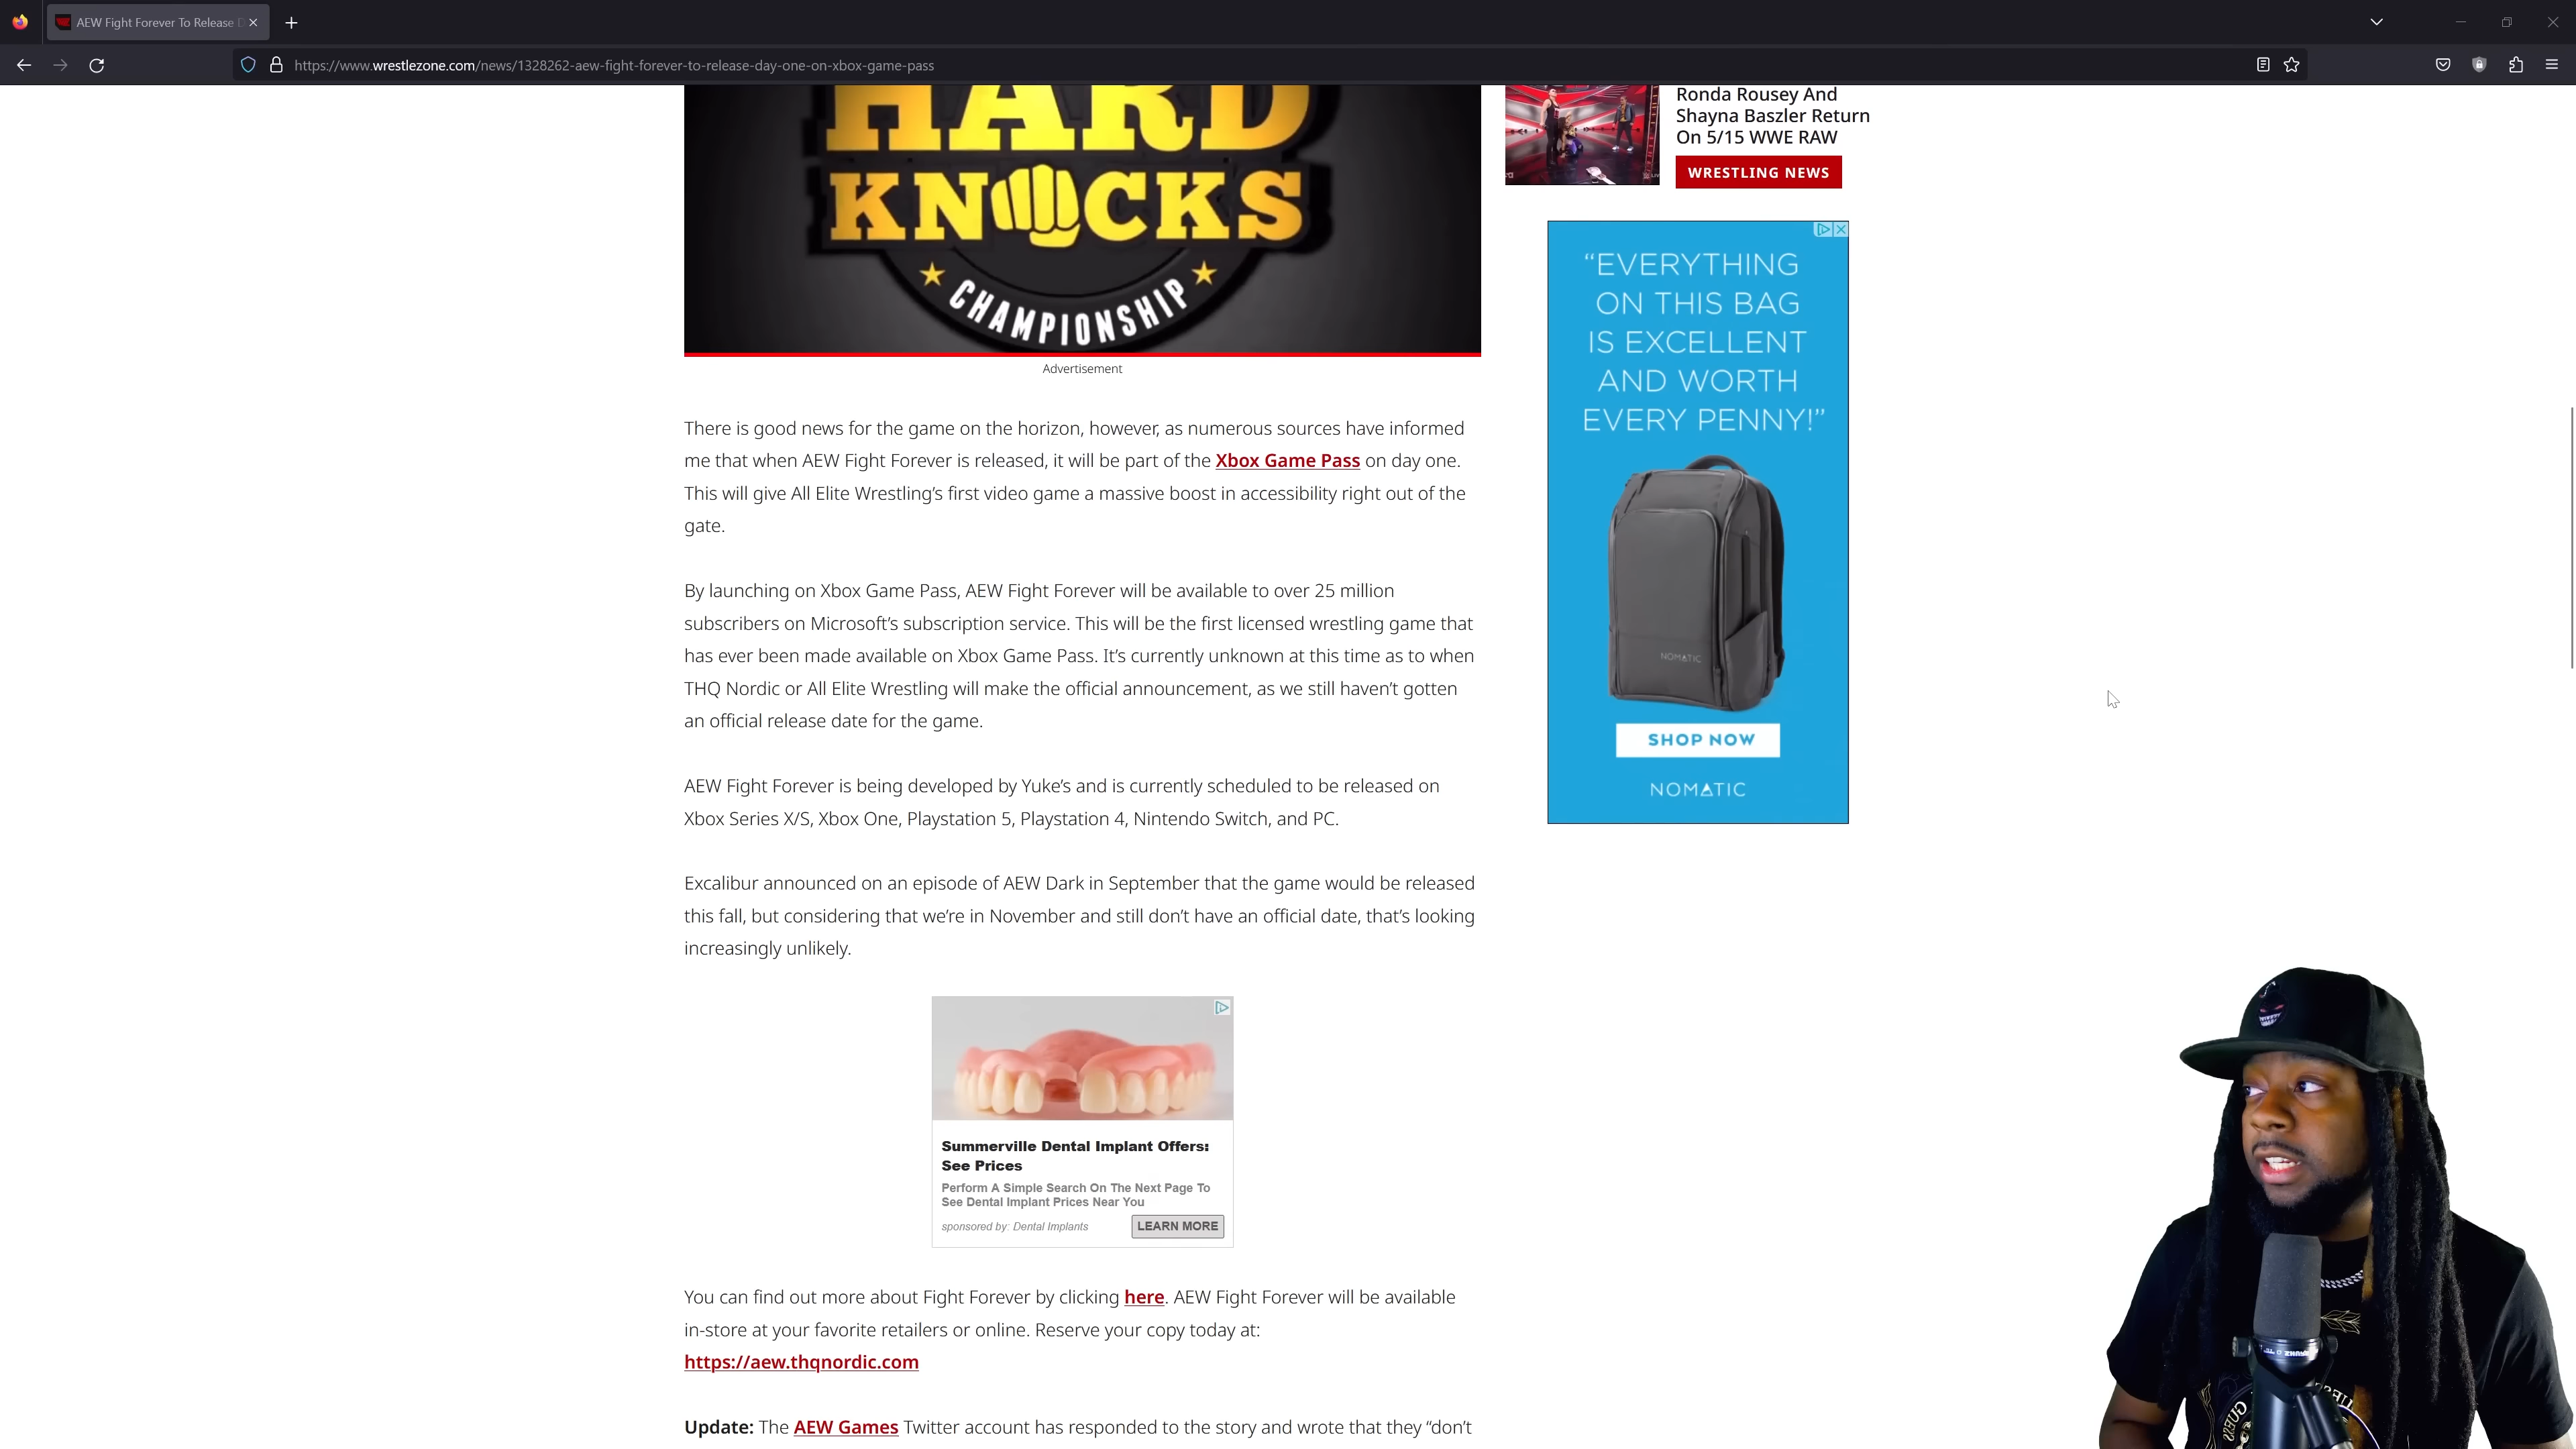 AEW Fight Forever To Release D
https://www.wrestlezone.com/news/1328262-aew-fight-forever-to-release-day-one-on-xbox-game-pass
HARD
KNOCKS
CHAMPIONSHIP
Advertisement
There is good news for the game on the horizon, however, as numerous sources have informed
me that when AEW Fight Forever is released, it will be part of the Xbox Game Pass on day one.
This will give All Elite Wrestling’s first video game a massive boost in accessibility right out of the
gate.
By launching on Xbox Game Pass, AEW Fight Forever will be available to over 25 million
subscribers on Microsoft’s subscription service. This will be the first licensed wrestling game that
has ever been made available on Xbox Game Pass. It’s currently unknown at this time as to when
THQ Nordic or All Elite Wrestling will make the official announcement, as we still haven’t gotten
an official release date for the game.
AEW Fight Forever is being developed by Yuke’s and is currently scheduled to be released on
Xbox Series X/S, Xbox One, Playstation 5, Playstation 4, Nintendo Switch, and PC.
Excalibur announced on an episode of AEW Dark in September that the game would be released
this fall, but considering that we’re in November and still don’t have an official date, that’s looking
increasingly unlikely.
Summerville Dental Implant Offers:
See Prices
Perform A Simple Search On The Next Page To
See Dental Implant Prices Near You
sponsored by: Dental Implants
LEARN MORE
You can find out more about Fight Forever by clicking here. AEW Fight Forever will be available
in-store at your favorite retailers or online. Reserve your copy today at:
https://aew.thqnordic.com
Update: The AEW Games Twitter account has responded to the story and wrote that they “don’t
Ronda Rousey And
Shayna Baszler Return
On 5/15 WWE RAW
WRESTLING NEWS
“EVERYTHING
ON THIS BAG
IS EXCELLENT
AND WORTH
EVERY PENNY!”
NOMATIC
SHOP NOW
NOMATIC